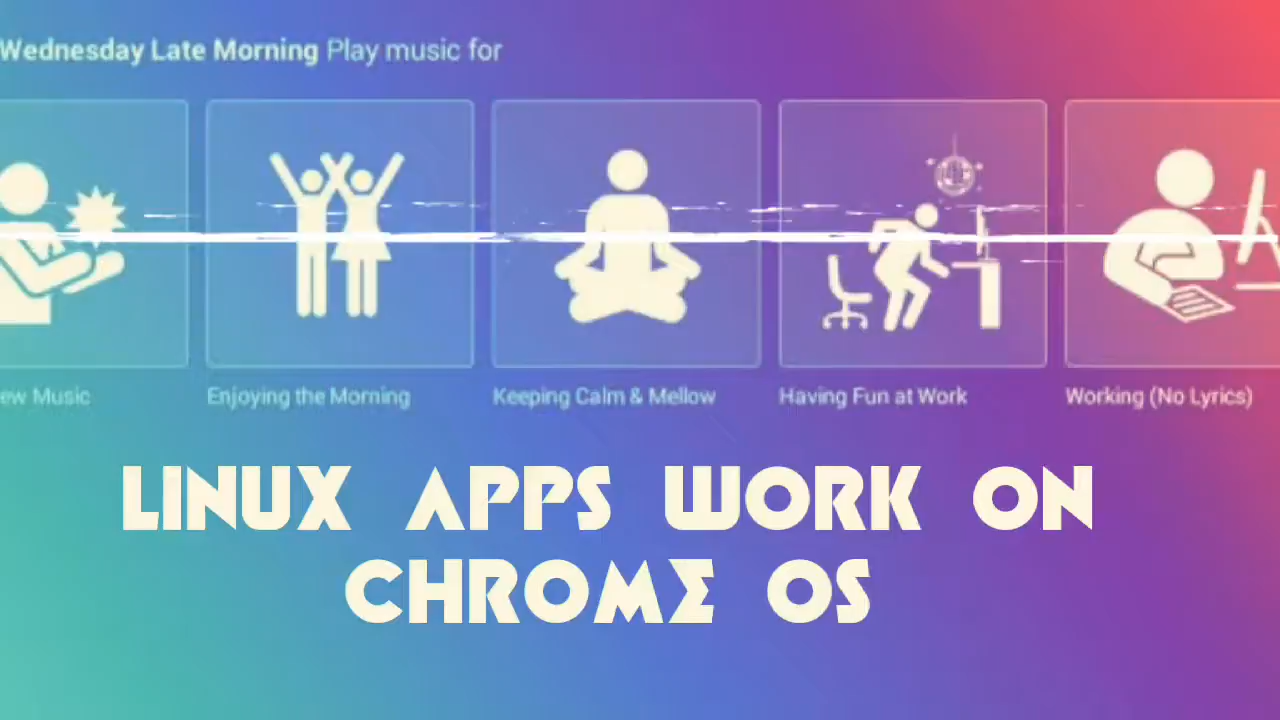 Wednesday Late Morning Play music for
Music
Enjoying the Morning
Keeping Calm & Mellow
Having Fun at Work
Working (No Lyrics)
LINUX APPS WORK ON
CHROME OS